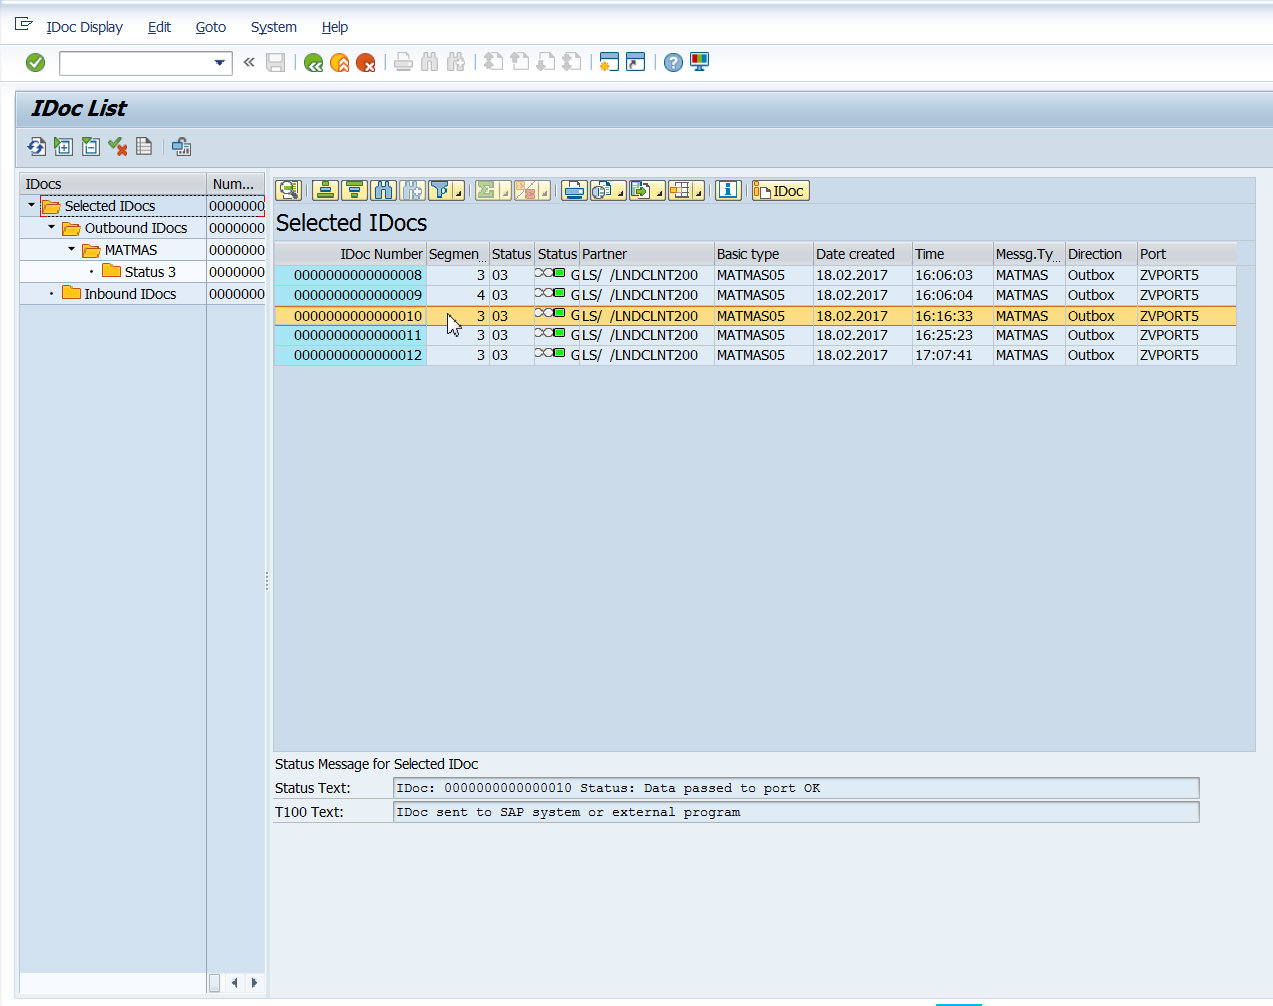 IDoc Display Edit Goto System Help
IDoc List
IDocs Num...
Selected IDocs 0000000
Outbound IDocs 0000000
MATMAS 0000000
Status 3 0000000
Inbound IDocs 0000000
IDoc
Selected IDocs
IDoc Number Segmen... Status Status Partner Basic type Date created Time Messg.Ty... Direction Port
0000000000000008 3 03 G LS/ /LNDCLNT200 MATMAS05 18.02.2017 16:06:03 MATMAS Outbox ZVPORT5
0000000000000009 4 03 G LS/ /LNDCLNT200 MATMAS05 18.02.2017 16:06:04 MATMAS Outbox ZVPORT5
0000000000000010 3 03 G LS/ /LNDCLNT200 MATMAS05 18.02.2017 16:16:33 MATMAS Outbox ZVPORT5
0000000000000011 3 03 G LS/ /LNDCLNT200 MATMAS05 18.02.2017 16:25:23 MATMAS Outbox ZVPORT5
0000000000000012 3 03 G LS/ /LNDCLNT200 MATMAS05 18.02.2017 17:07:41 MATMAS Outbox ZVPORT5
Status Message for Selected IDoc
Status Text: IDoc: 0000000000000010 Status: Data passed to port OK
T100 Text: IDoc sent to SAP system or external program